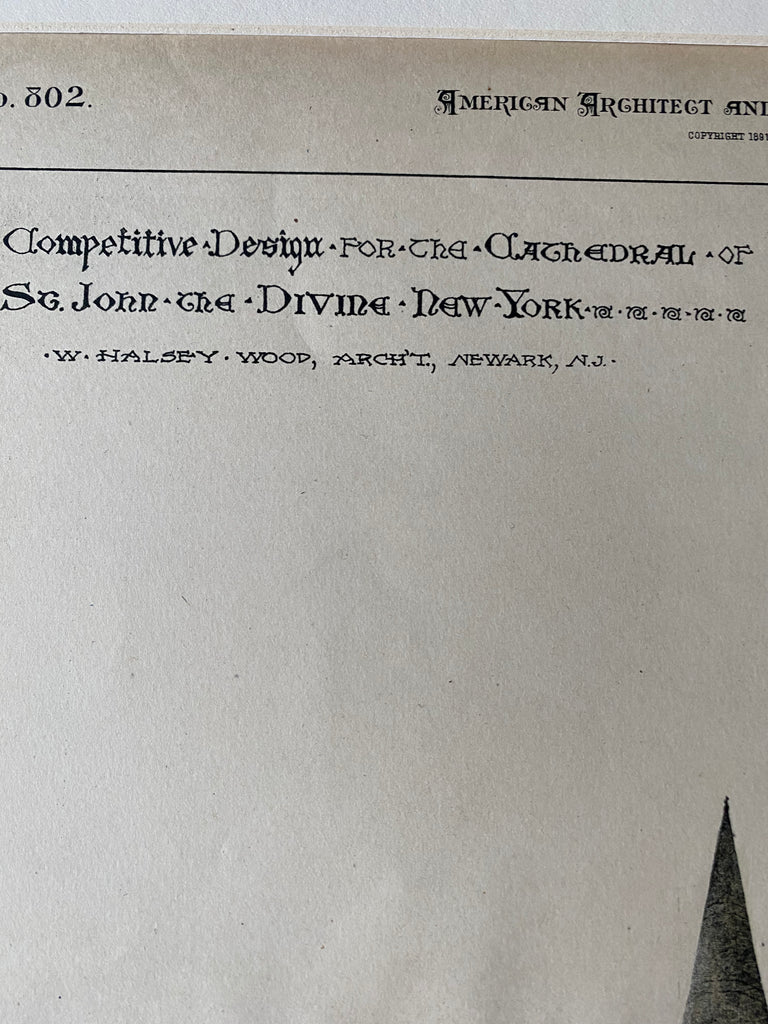 o. 802.
AMERICAN ARCHITECT AND
COPYRIGHT 1891
Competitive · Design · FOR · THE · CATHEDRAL · OF
ST. JOHN · THE · DIVINE · NEW · YORK
· W · HALSEY · WOOD, ARCH'T., NEWARK, N.J. ·